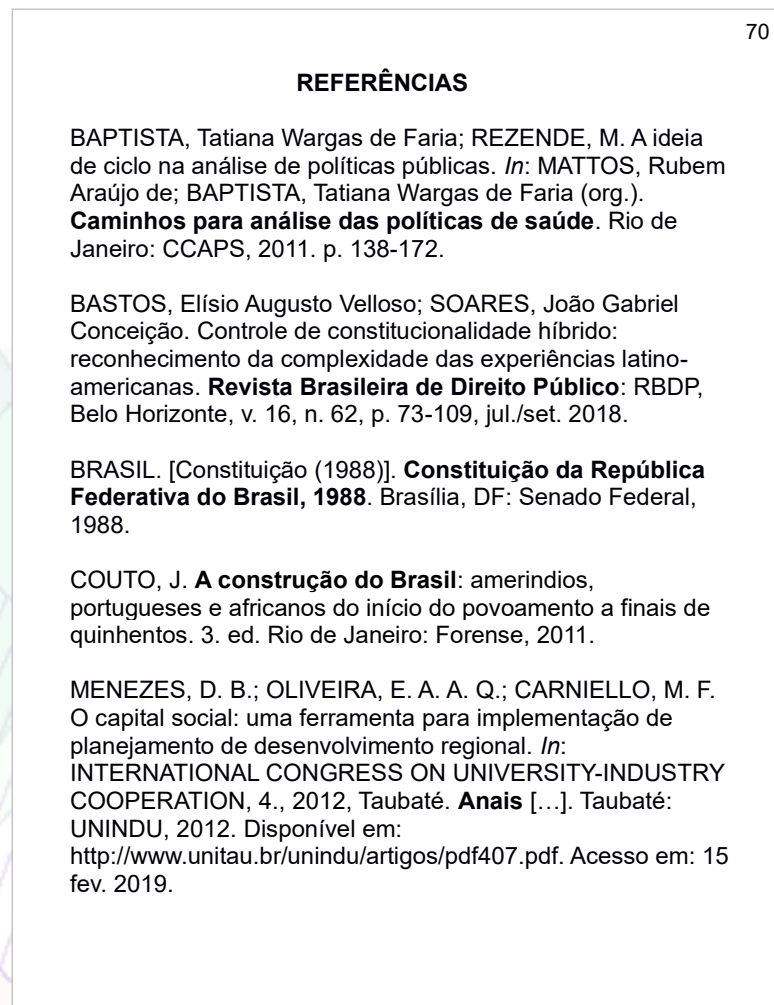 70
REFERÊNCIAS
BAPTISTA, Tatiana Wargas de Faria; REZENDE, M. A ideia
de ciclo na análise de políticas públicas. In: MATTOS, Rubem
Araújo de; BAPTISTA, Tatiana Wargas de Faria (org.).
Caminhos para análise das políticas de saúde. Rio de
Janeiro: CCAPS, 2011. p. 138-172.
BASTOS, Elísio Augusto Velloso; SOARES, João Gabriel
Conceição. Controle de constitucionalidade híbrido:
reconhecimento da complexidade das experiências latino-
americanas. Revista Brasileira de Direito Público: RBDP,
Belo Horizonte, v. 16, n. 62, p. 73-109, jul./set. 2018.
BRASIL. [Constituição (1988)]. Constituição da República
Federativa do Brasil, 1988. Brasília, DF: Senado Federal,
1988.
COUTO, J. A construção do Brasil: amerindios,
portugueses e africanos do início do povoamento a finais de
quinhentos. 3. ed. Rio de Janeiro: Forense, 2011.
MENEZES, D. B.; OLIVEIRA, E. A. A. Q.; CARNIELLO, M. F.
O capital social: uma ferramenta para implementação de
planejamento de desenvolvimento regional. In:
INTERNATIONAL CONGRESS ON UNIVERSITY-INDUSTRY
COOPERATION, 4., 2012, Taubaté. Anais […]. Taubaté:
UNINDU, 2012. Disponível em:
http://www.unitau.br/unindu/artigos/pdf407.pdf. Acesso em: 15
fev. 2019.